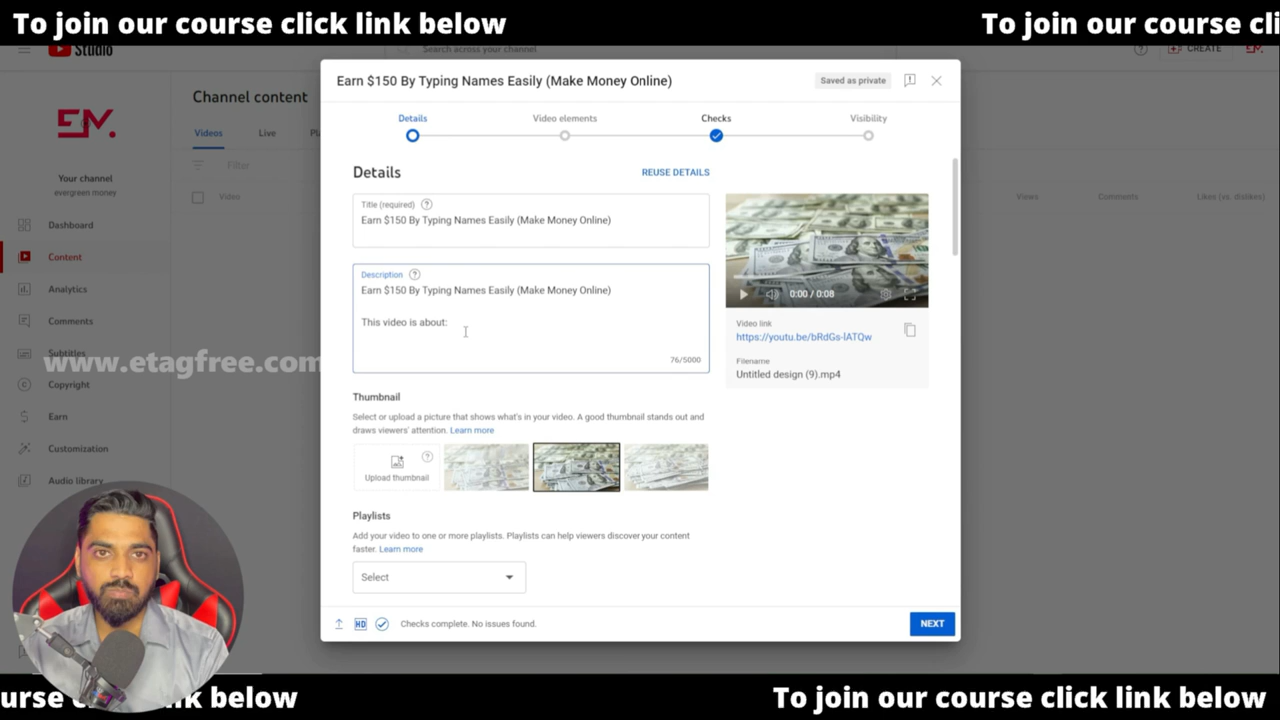 To join our course click link below
To join our course cli
Studio
Search across your channel
CREATE
Earn $150 By Typing Names Easily (Make Money Online)
Saved as private
Channel content
Details
Video elements
Checks
Visibility
Videos
Live
Pl
Filter
Video
Views
Comments
Likes (vs. dislikes)
EM.
Your channel
evergreen money
Dashboard
Content
Analytics
Comments
Subtitles
Copyright
Earn
Customization
Audio library
www.etagfree.com
Details
REUSE DETAILS
Title (required)
Earn $150 By Typing Names Easily (Make Money Online)
Description
Earn $150 By Typing Names Easily (Make Money Online)
This video is about:
76/5000
0:00 / 0:08
Video link
https://youtu.be/bRdGs-lATQw
Filename
Untitled design (9).mp4
Thumbnail
Select or upload a picture that shows what's in your video. A good thumbnail stands out and
draws viewers' attention. Learn more
Upload thumbnail
Playlists
Add your video to one or more playlists. Playlists can help viewers discover your content
faster. Learn more
Select
HD
Checks complete. No issues found.
NEXT
urse c k link below
To join our course click link below